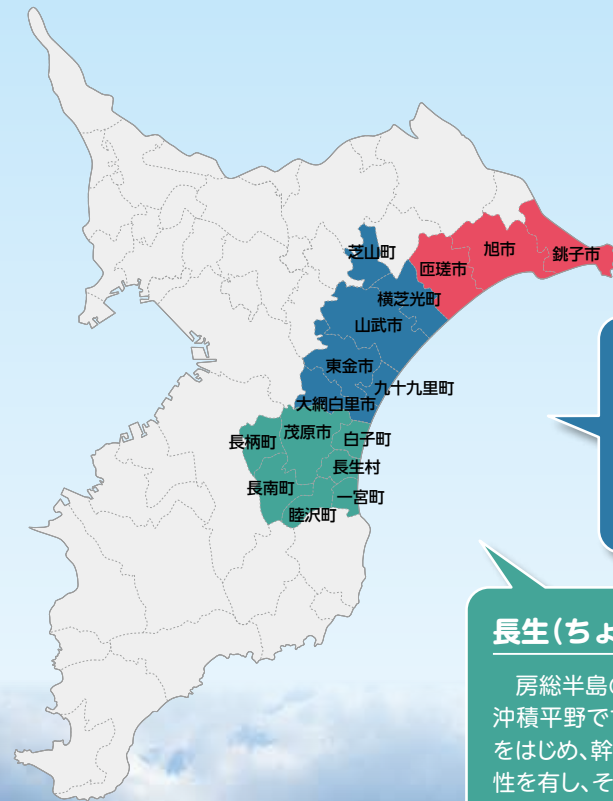 芝山町
匝瑳市
旭市
銚子市
横芝光町
山武市
東金市
九十九里町
大網白里市
長柄町
茂原市
白子町
長生村
長南町
一宮町
睦沢町
長生(ちょ
房総半島の
沖積平野で
をはじめ、幹
性を有し、そ